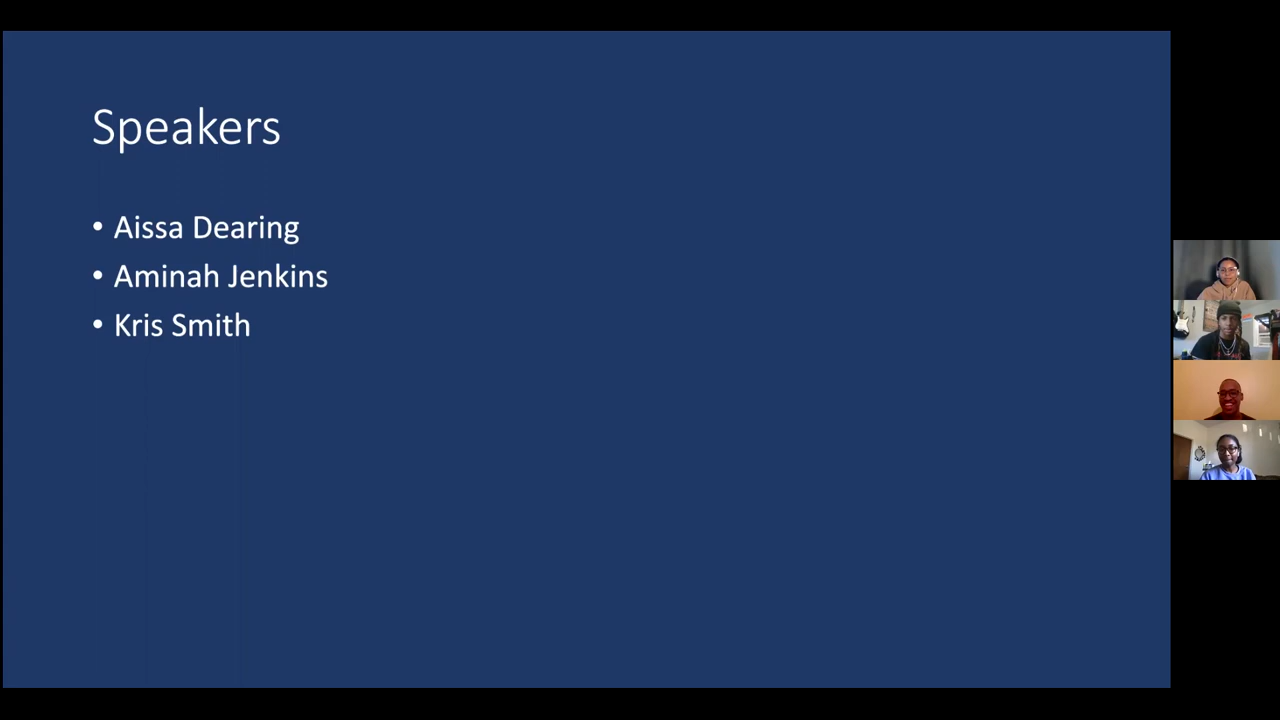 Speakers
• Aissa Dearing
• Aminah Jenkins
• Kris Smith